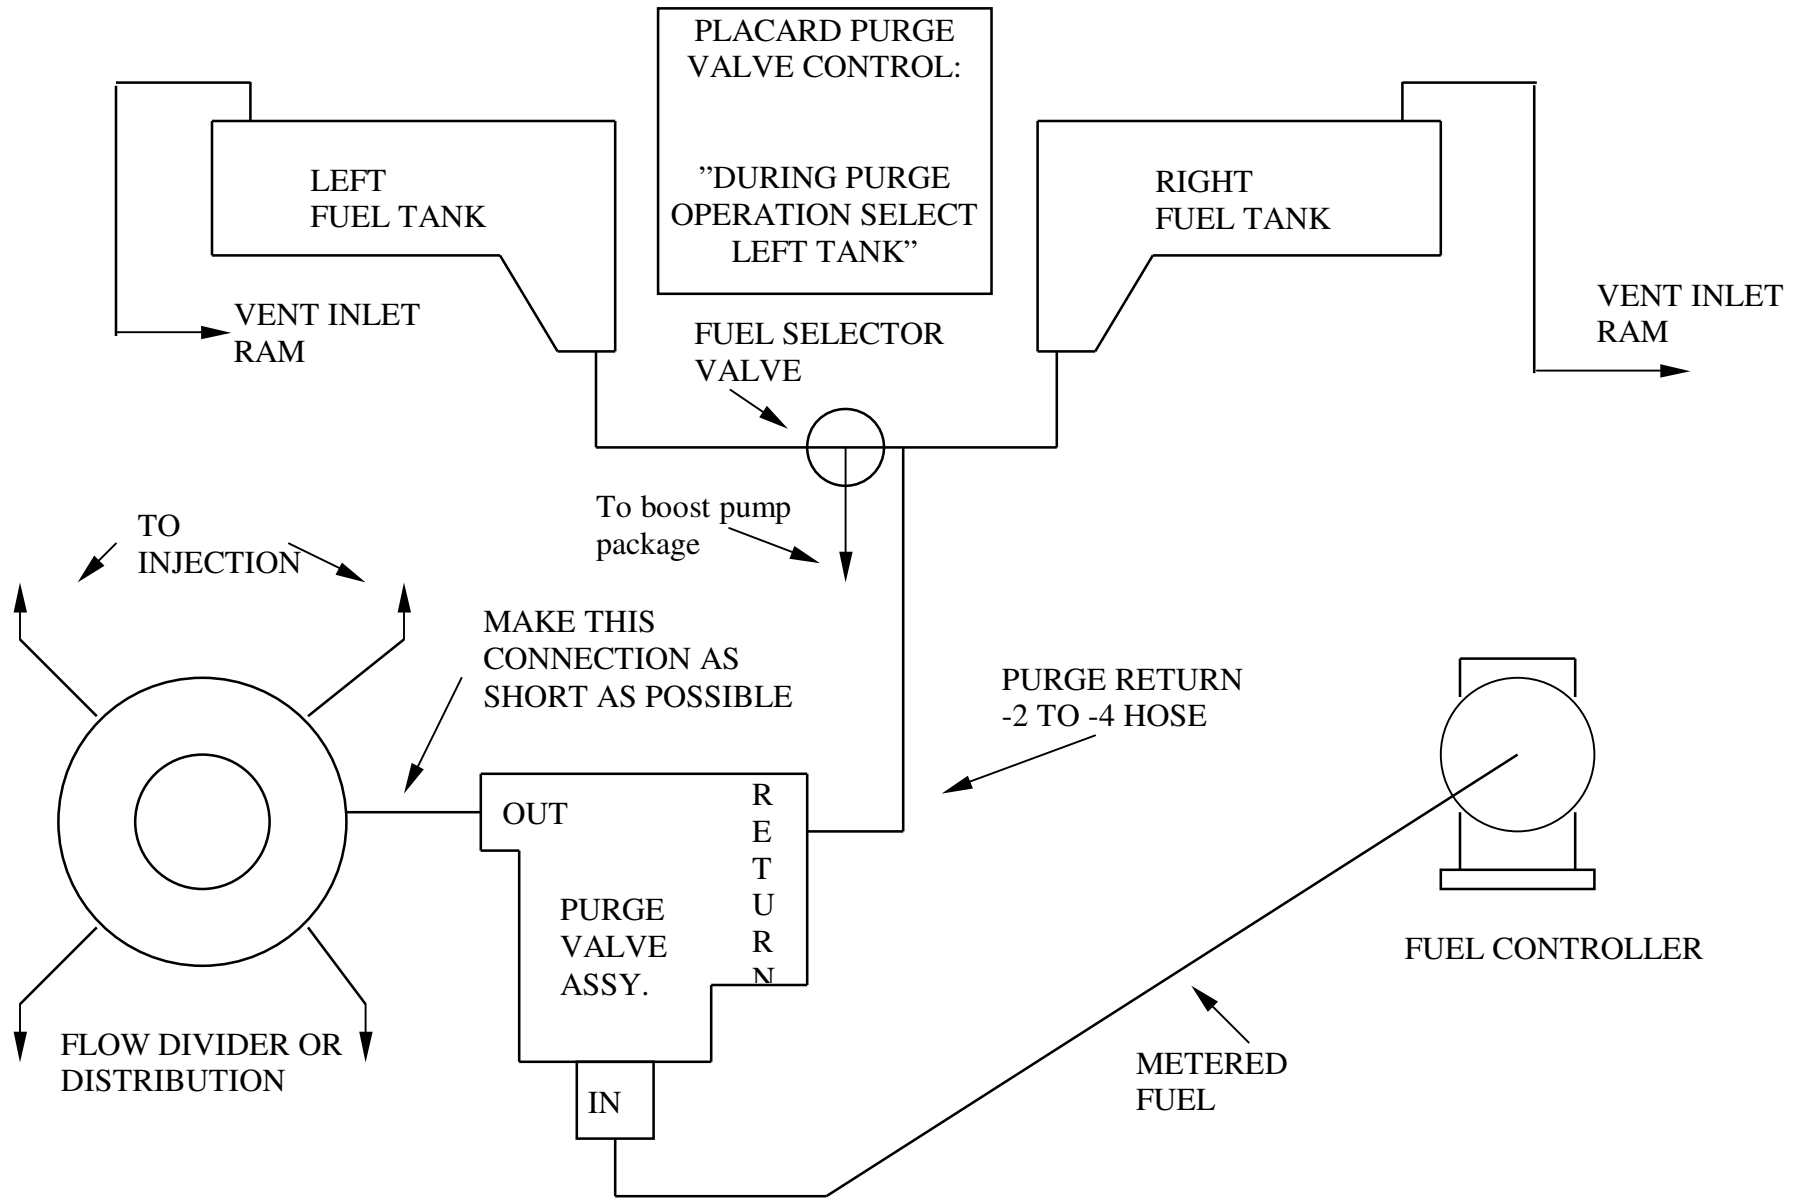 PLACARD PURGE
VALVE CONTROL:
”DURING PURGE
OPERATION SELECT
LEFT TANK”
LEFT
FUEL TANK
RIGHT
FUEL TANK
VENT INLET
RAM
VENT INLET
RAM
FUEL SELECTOR
VALVE
To boost pump
package
TO
INJECTION
MAKE THIS
CONNECTION AS
SHORT AS POSSIBLE
PURGE RETURN
-2 TO -4 HOSE
OUT
R
E
T
U
R
N
PURGE
VALVE
ASSY.
IN
FUEL CONTROLLER
FLOW DIVIDER OR
DISTRIBUTION
METERED
FUEL